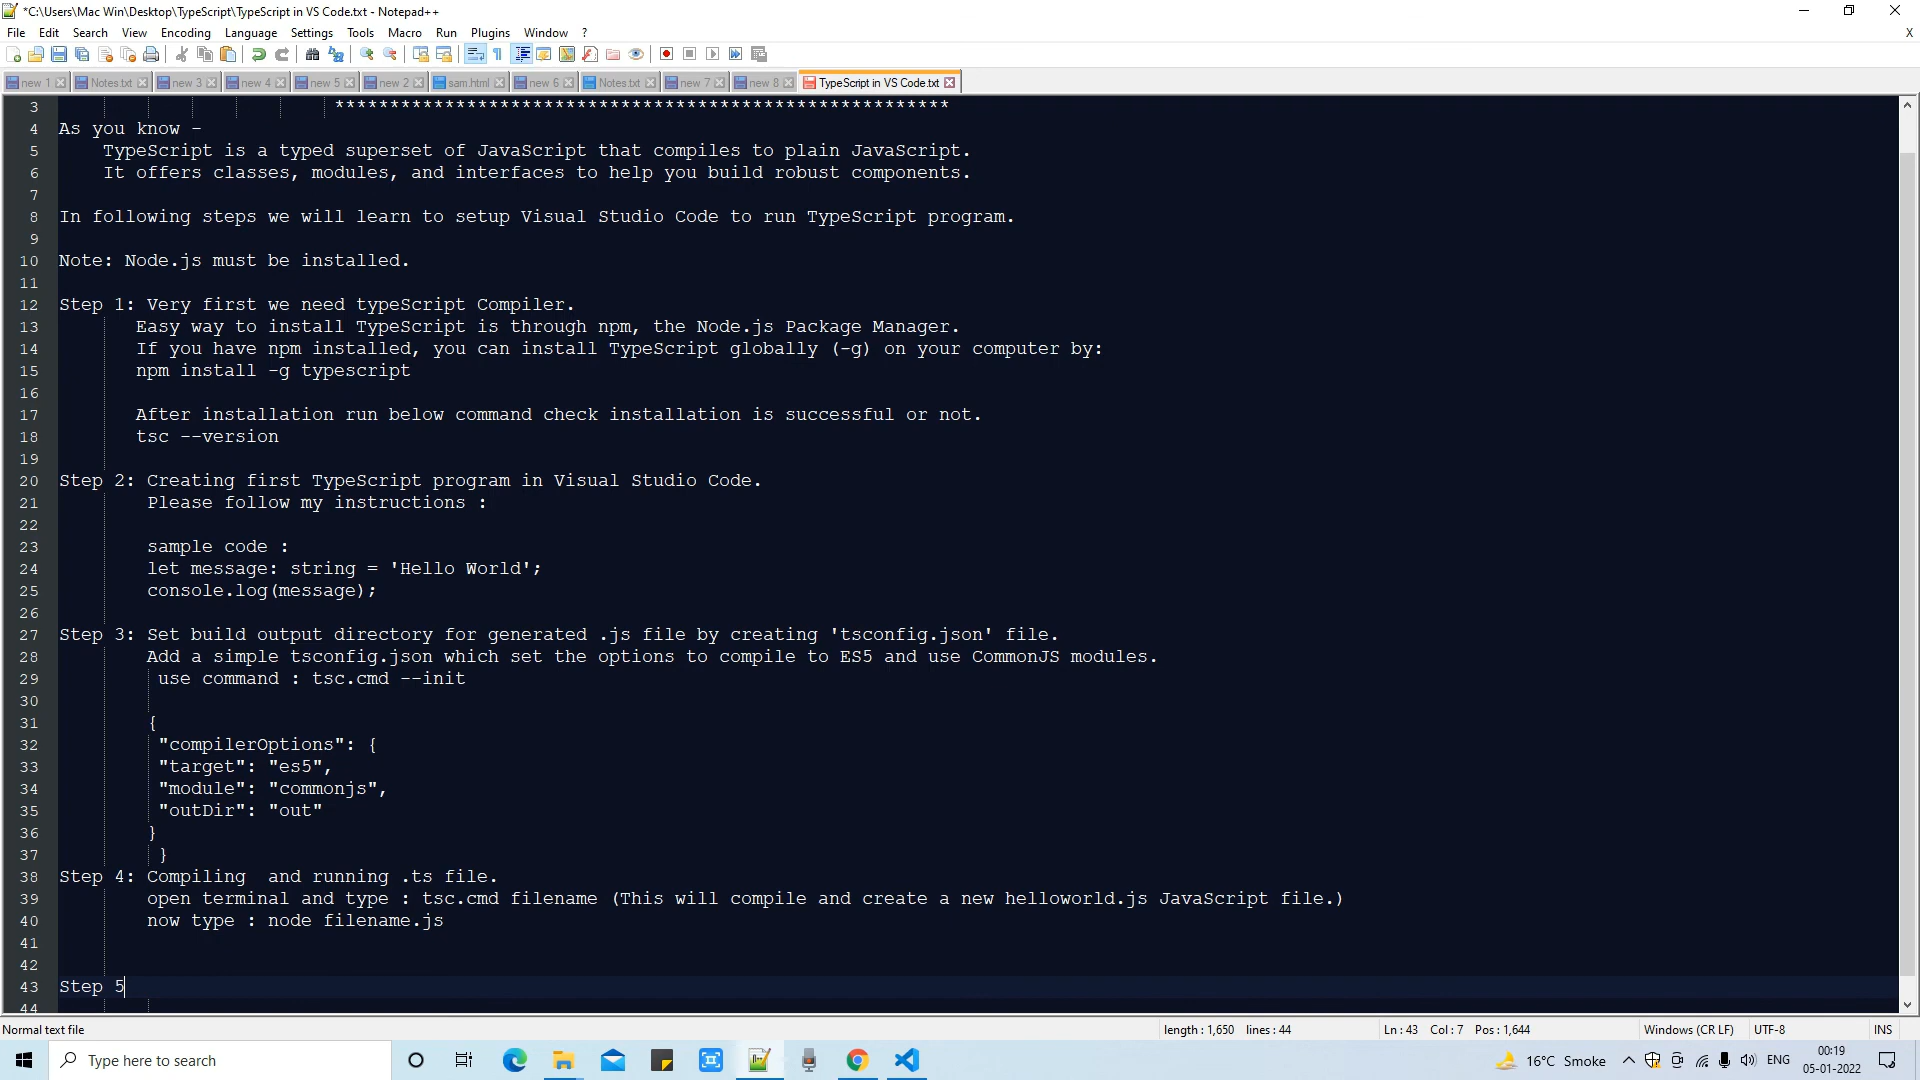 *C:\Users\Mac Win\Desktop\TypeScript\TypeScript in VS Code.txt - Notepad++
File Edit Search View Encoding Language Settings Tools Macro Run Plugins Window ? X
new 1 Notes.txt new 3 new 4 new 5 new 2 sam.html new 6 Notes.txt new 7 new 8 TypeScript in VS Code.txt
3 ********************************************************
4 As you know -
5 TypeScript is a typed superset of JavaScript that compiles to plain JavaScript.
6 It offers classes, modules, and interfaces to help you build robust components.
7
8 In following steps we will learn to setup Visual Studio Code to run TypeScript program.
9
10 Note: Node.js must be installed.
11
12 Step 1: Very first we need typeScript Compiler.
13 Easy way to install TypeScript is through npm, the Node.js Package Manager.
14 If you have npm installed, you can install TypeScript globally (-g) on your computer by:
15 npm install -g typescript
16
17 After installation run below command check installation is successful or not.
18 tsc --version
19
20 Step 2: Creating first TypeScript program in Visual Studio Code.
21 Please follow my instructions :
22
23 sample code :
24 let message: string = 'Hello World';
25 console.log(message);
26
27 Step 3: Set build output directory for generated .js file by creating 'tsconfig.json' file.
28 Add a simple tsconfig.json which set the options to compile to ES5 and use CommonJS modules.
29 use command : tsc.cmd --init
30
31 {
32 "compilerOptions": {
33 "target": "es5",
34 "module": "commonjs",
35 "outDir": "out"
36 }
37 }
38 Step 4: Compiling  and running .ts file.
39 open terminal and type : tsc.cmd filename (This will compile and create a new helloworld.js JavaScript file.)
40 now type : node filename.js
41
42
43 Step 5
44
Normal text file length : 1,650 lines : 44 Ln : 43 Col : 7 Pos : 1,644 Windows (CR LF) UTF-8 INS
Type here to search 16°C Smoke ENG 00:19
05-01-2022